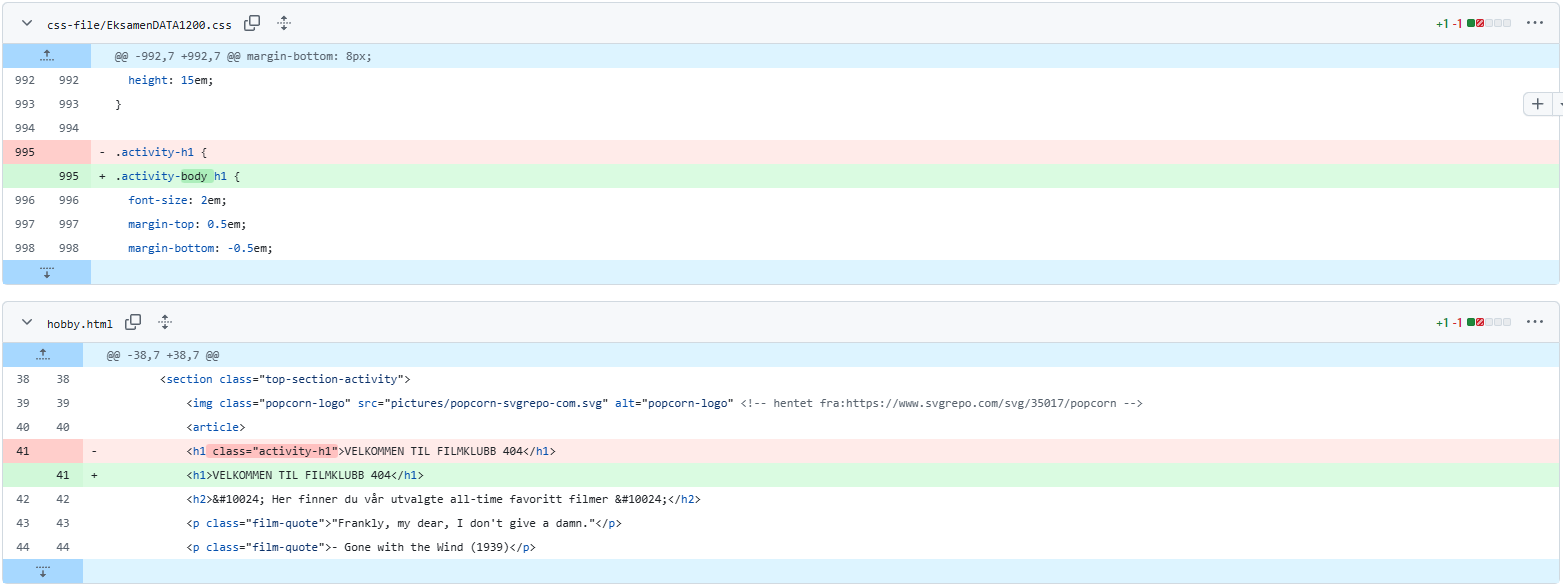 css-file/EksamenDATA1200.css +1 -1
@@ -992,7 +992,7 @@ margin-bottom: 8px;
992 992 height: 15em;
993 993 }
994 994
995 - .activity-h1 {
995 + .activity-body h1 {
996 996 font-size: 2em;
997 997 margin-top: 0.5em;
998 998 margin-bottom: -0.5em;
hobby.html +1 -1
@@ -38,7 +38,7 @@
38 38 <section class="top-section-activity">
39 39 <img class="popcorn-logo" src="pictures/popcorn-svgrepo-com.svg" alt="popcorn-logo" <!-- hentet fra:https://www.svgrepo.com/svg/35017/popcorn -->
40 40 <article>
41 - <h1 class="activity-h1">VELKOMMEN TIL FILMKLUBB 404</h1>
41 + <h1>VELKOMMEN TIL FILMKLUBB 404</h1>
42 42 <h2>&#10024; Her finner du vår utvalgte all-time favoritt filmer &#10024;</h2>
43 43 <p class="film-quote">"Frankly, my dear, I don't give a damn."</p>
44 44 <p class="film-quote">- Gone with the Wind (1939)</p>